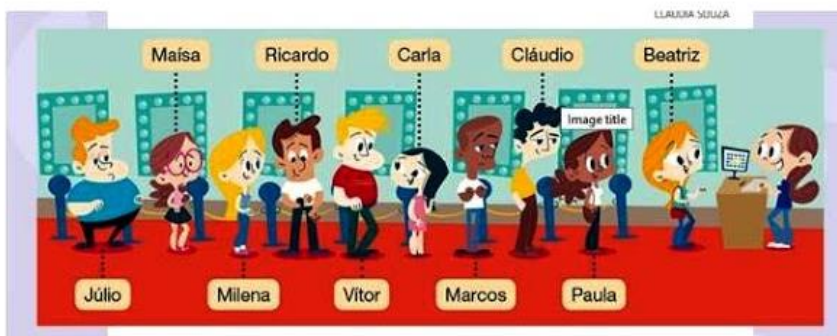 CLAUDIA SOUZA
Maísa Ricardo Carla Cláudio Beatriz
Image title
Júlio Milena Vítor Marcos Paula